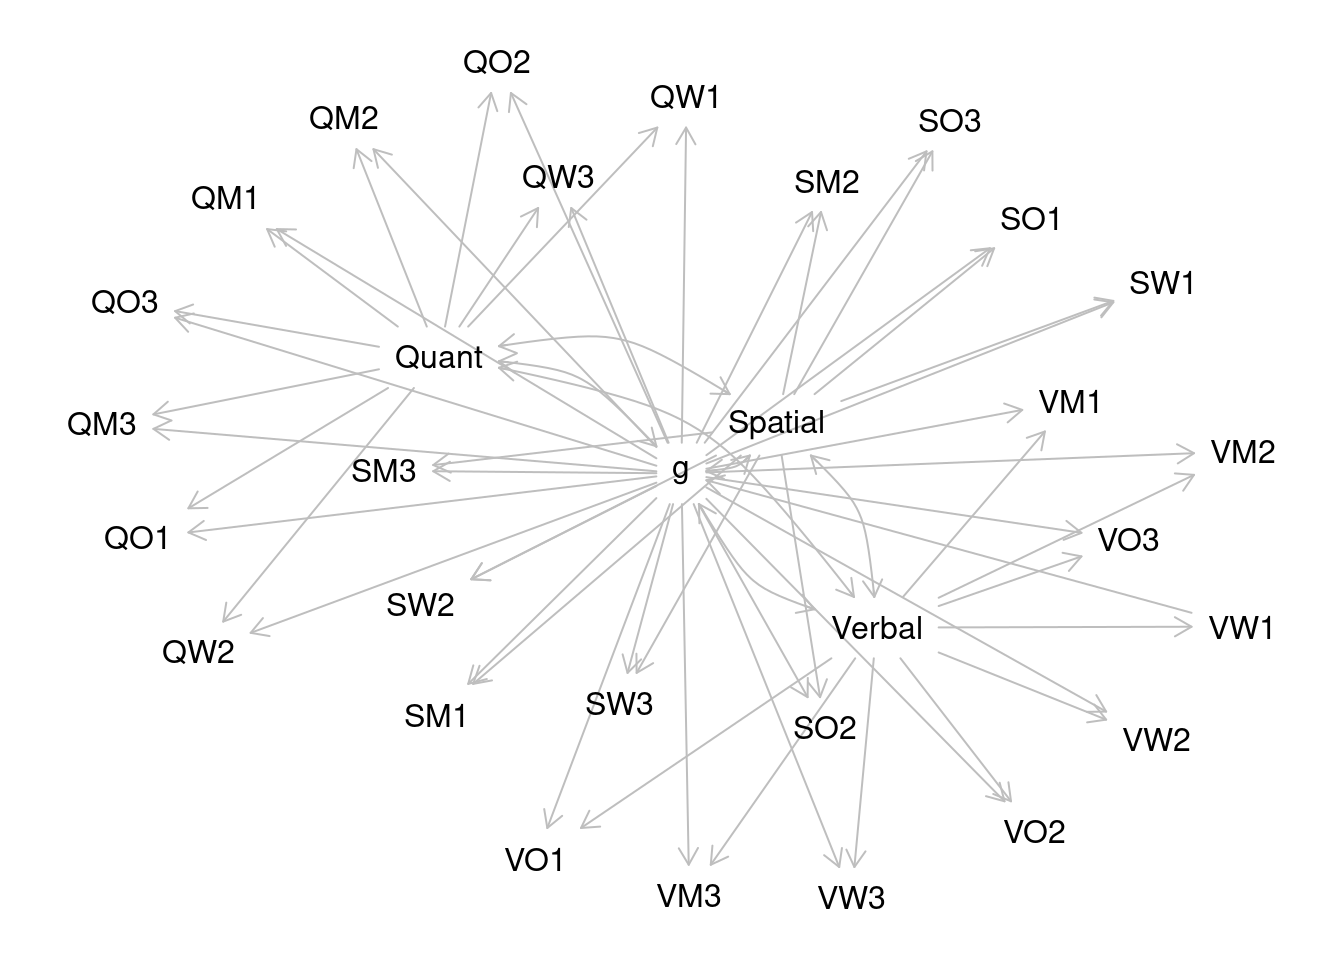 QO2
QW1
QM2
SO3
QW3
SM2
QM1
SO1
SW1
QO3
Quant
VM1
QM3
Spatial
VM2
SM3
g
QO1
VO3
SW2
Verbal
VW1
QW2
SM1
SW3
SO2
VW2
VO2
VO1
VM3
VW3